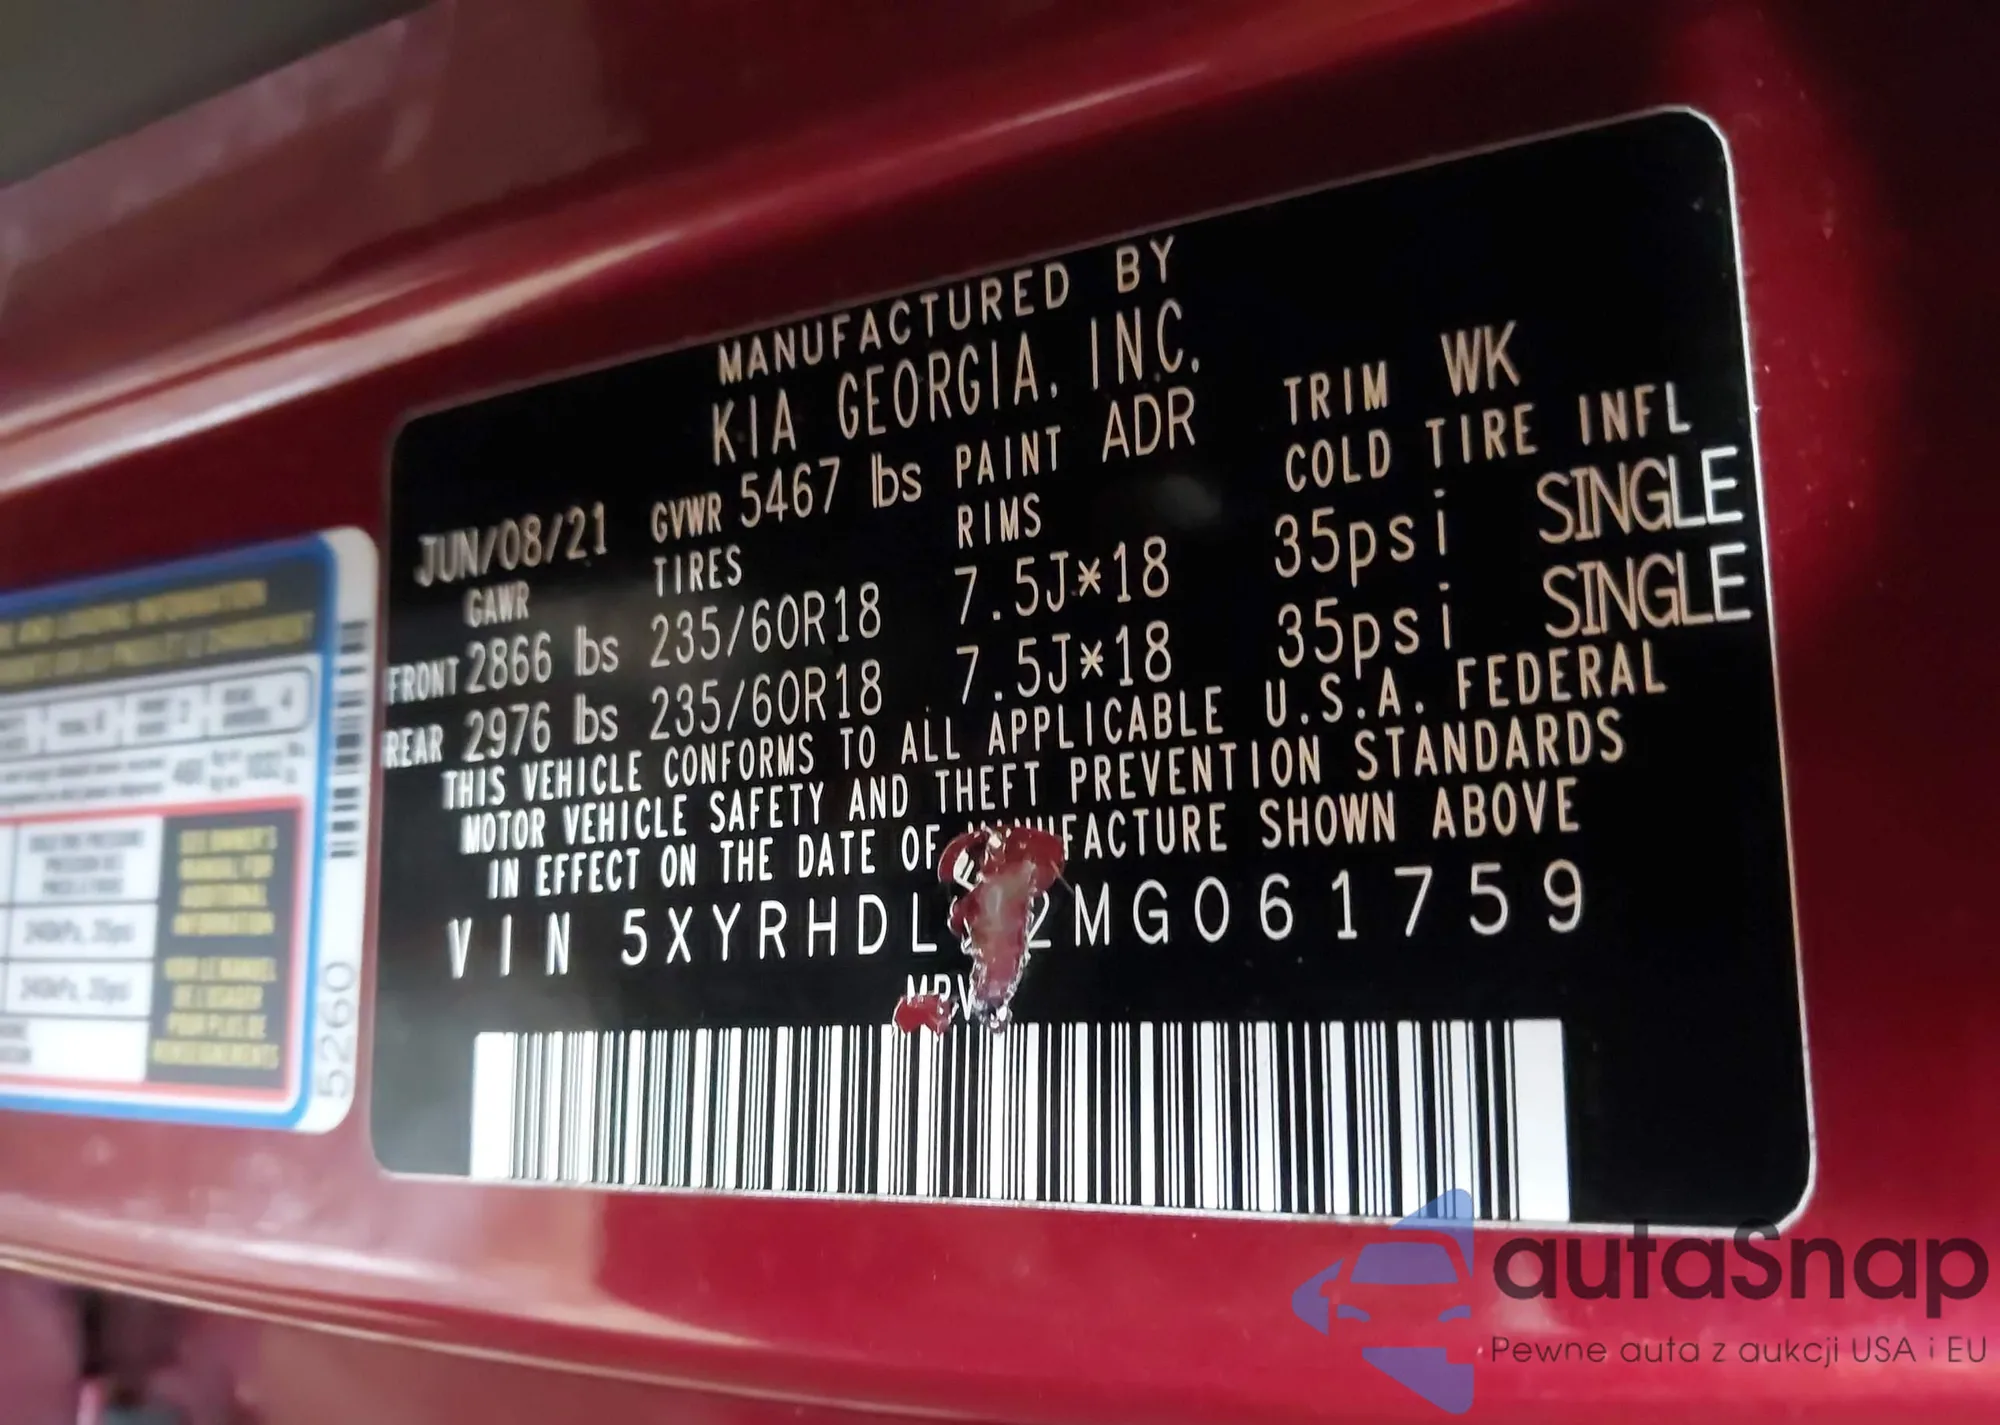 MANUFACTURED BY
KIA GEORGIA, INC.
JUN/08/21 GVWR 5467 lbs PAINT ADR TRIM WK
GAWR TIRES RIMS COLD TIRE INFL
FRONT 2866 lbs 235/60R18 7.5J*18 35psi SINGLE
REAR 2976 lbs 235/60R18 7.5J*18 35psi SINGLE
THIS VEHICLE CONFORMS TO ALL APPLICABLE U.S.A. FEDERAL
MOTOR VEHICLE SAFETY AND THEFT PREVENTION STANDARDS
IN EFFECT ON THE DATE OF SHOWN ABOVE
VIN 5XYRHDL 2MG061759
5260
autaSnap
Pewne auta z aukcji USA i EU